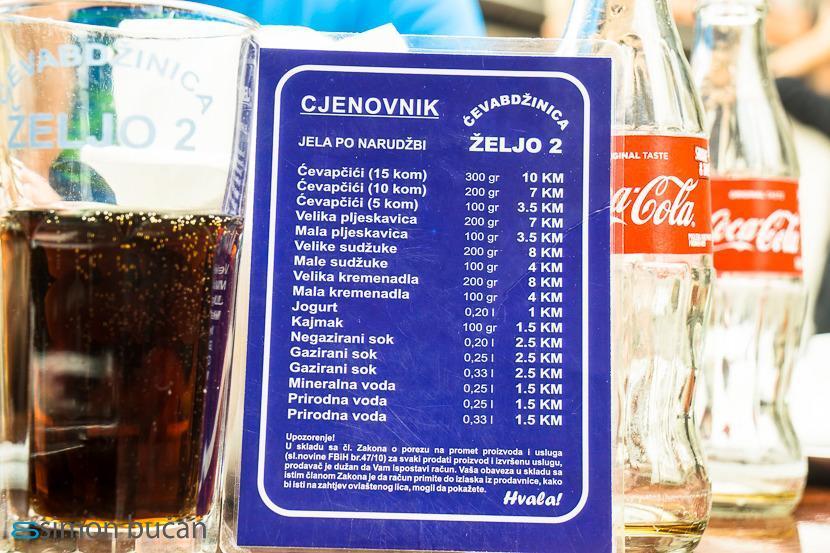 ĆEVABDŽINICA
ŽELJO 2
CJENOVNIK
ĆEVABDŽINICA
ŽELJO 2
JELA PO NARUDŽBI
Ćevapčići (15 kom) 300 gr 10 KM
Ćevapčići (10 kom) 200 gr 7 KM
Ćevapčići (5 kom) 100 gr 3.5 KM
Velika pljeskavica 200 gr 7 KM
Mala pljeskavica 100 gr 3.5 KM
Velike sudžuke 200 gr 8 KM
Male sudžuke 100 gr 4 KM
Velika kremenadla 200 gr 8 KM
Mala kremenadla 100 gr 4 KM
Jogurt 0,20 l 1 KM
Kajmak 100 gr 1.5 KM
Negazirani sok 0,20 l 2.5 KM
Gazirani sok 0,25 l 2.5 KM
Gazirani sok 0,33 l 2.5 KM
Mineralna voda 0,25 l 1.5 KM
Prirodna voda 0,25 l 1.5 KM
Prirodna voda 0,33 l 1.5 KM
Upozorenje!
U skladu sa čl. Zakona o porezu na promet proizvoda i usluga
(sl.novine FBiH br.47/10) za svaki prodati proizvod i izvršenu uslugu,
prodavač je dužan da Vam ispostavi račun. Vaša obaveza u skladu sa
istim članom Zakona je da račun primite do izlaska iz prodavnice, kako
bi isti na zahtjev ovlaštenog lica, mogli da pokažete.
Hvala!
ORIGINAL TASTE
Coca-Cola
Coca-Cola
simon bučan